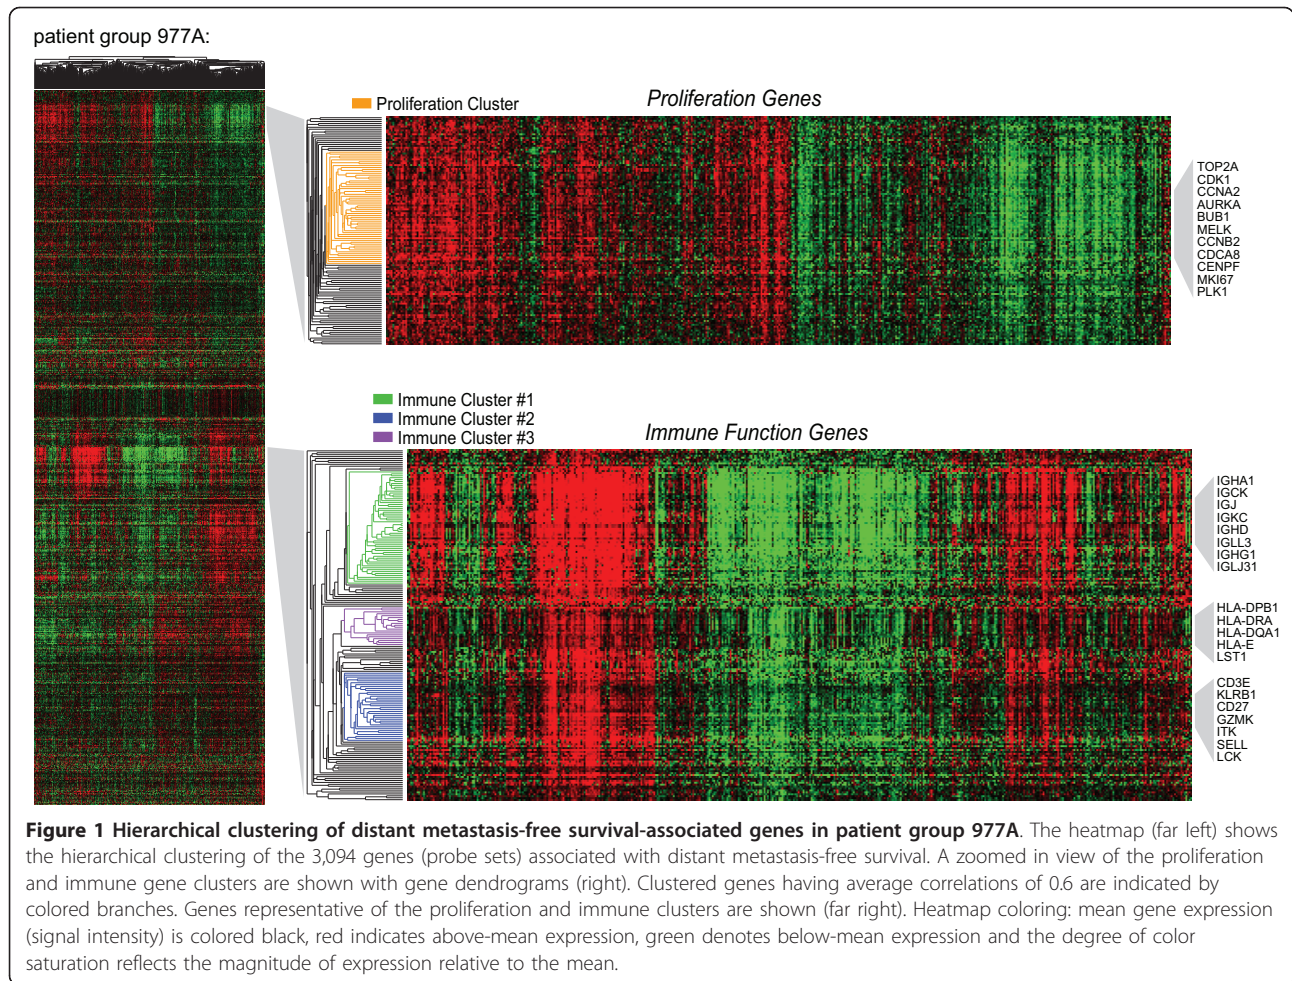 patient group 977A:
Proliferation Cluster
Proliferation Genes
TOP2A
CDK1
CCNA2
AURKA
BUB1
MELK
CCNB2
CDCA8
CENPF
MKI67
PLK1
Immune Cluster #1
Immune Cluster #2
Immune Cluster #3
Immune Function Genes
IGHA1
IGCK
IGJ
IGKC
IGHD
IGLL3
IGHG1
IGLJ31
HLA-DPB1
HLA-DRA
HLA-DQA1
HLA-E
LST1
CD3E
KLRB1
CD27
GZMK
ITK
SELL
LCK
Figure 1 Hierarchical clustering of distant metastasis-free survival-associated genes in patient group 977A. The heatmap (far left) shows
the hierarchical clustering of the 3,094 genes (probe sets) associated with distant metastasis-free survival. A zoomed in view of the proliferation
and immune gene clusters are shown with gene dendrograms (right). Clustered genes having average correlations of 0.6 are indicated by
colored branches. Genes representative of the proliferation and immune clusters are shown (far right). Heatmap coloring: mean gene expression
(signal intensity) is colored black, red indicates above-mean expression, green denotes below-mean expression and the degree of color
saturation reflects the magnitude of expression relative to the mean.